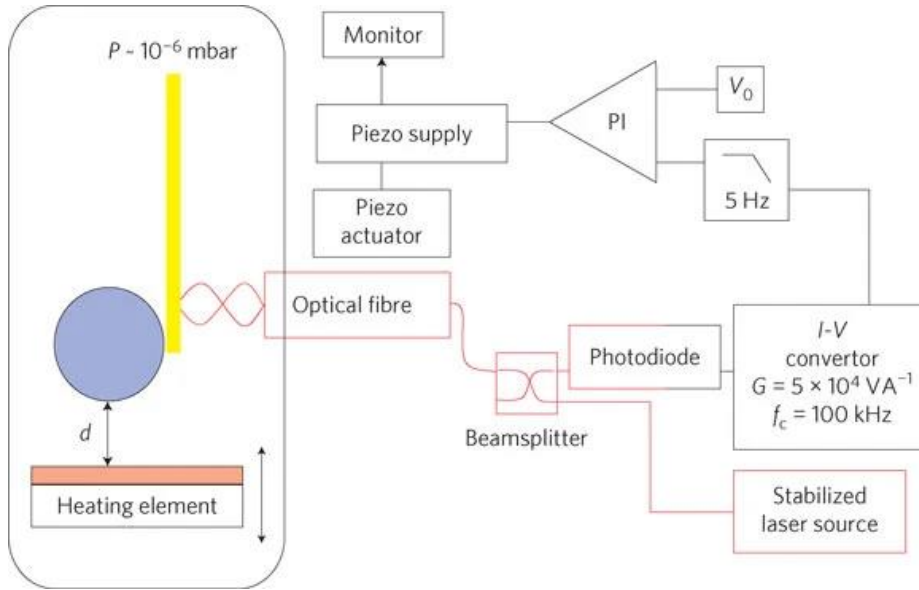 P ~ 10⁻⁶ mbar
Monitor
Piezo supply
Piezo
actuator
PI
V₀
5 Hz
Optical fibre
Photodiode
I-V
convertor
G = 5 × 10⁴ VA⁻¹
f_c = 100 kHz
Beamsplitter
d
Heating element
Stabilized
laser source